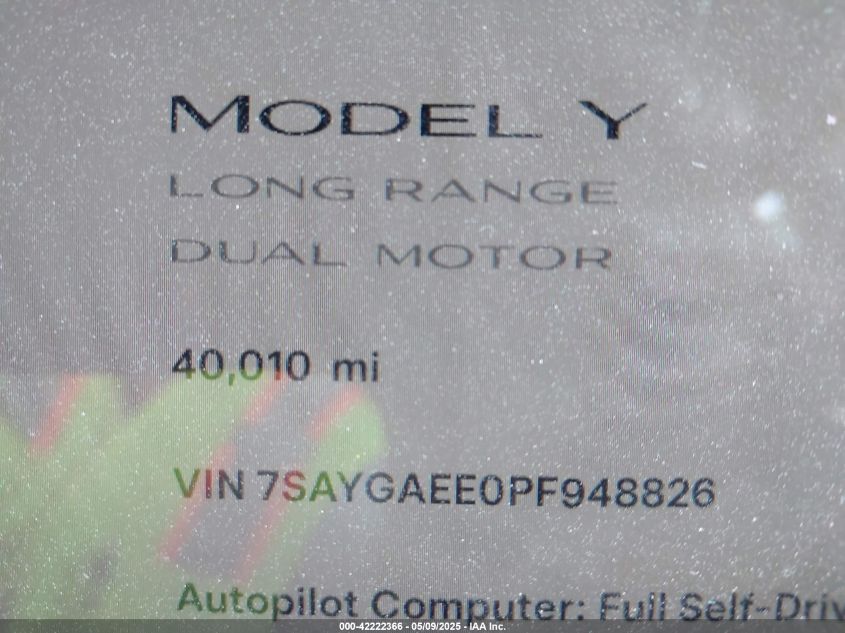 MODEL Y
LONG RANGE
DUAL MOTOR
40,010 mi
VIN 7SAYGAEE0PF948826
Autopilot Computer: Full Self-Driv
000-42222366 - 05/09/2025 - IAA Inc.